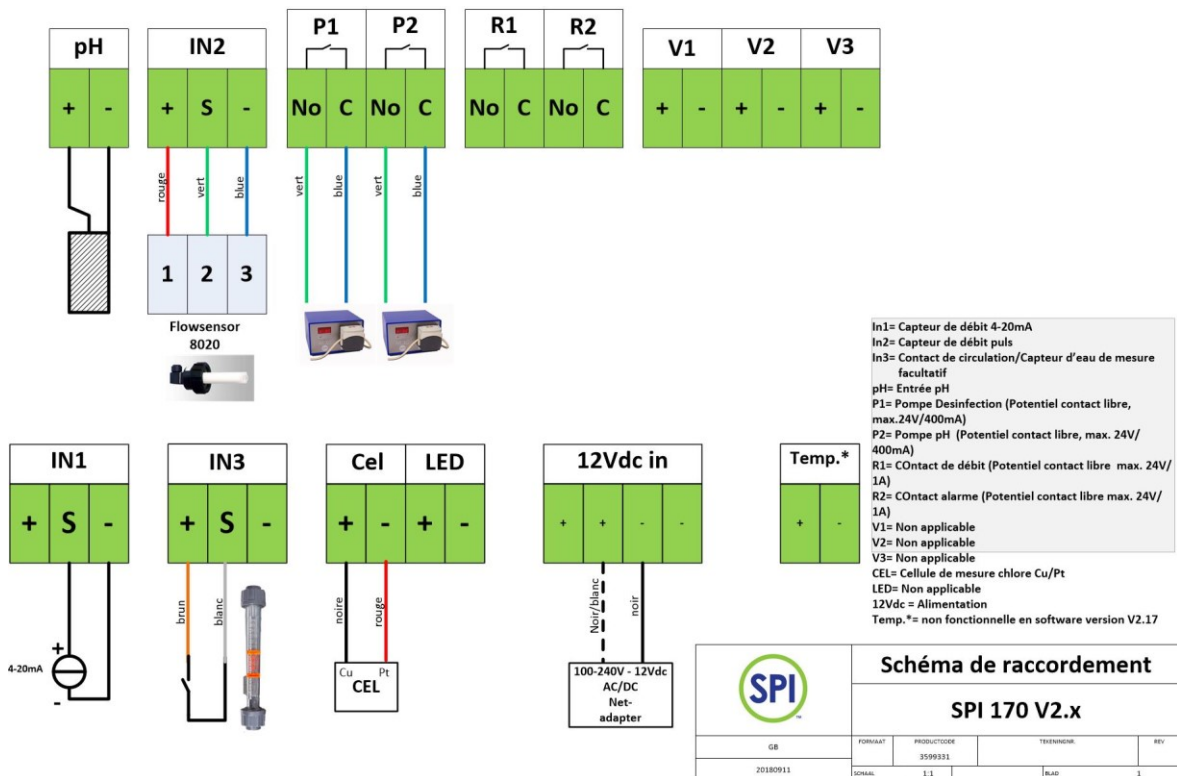 pH
IN2
P1
P2
R1
R2
V1
V2
V3
+ -
+ S -
No C No C
No C No C
+ - + - + -
rouge
vert
blue
vert
blue
vert
blue
1 2 3
Flowsensor
8020
In1= Capteur de débit 4-20mA
In2= Capteur de débit puls
In3= Contact de circulation/Capteur d’eau de mesure
facultatif
pH= Entrée pH
P1= Pompe Desinfection (Potentiel contact libre,
max.24V/400mA)
P2= Pompe pH (Potentiel contact libre, max. 24V/
400mA)
R1= COntact de débit (Potentiel contact libre max. 24V/
1A)
R2= COntact alarme (Potentiel contact libre max. 24V/
1A)
V1= Non applicable
V2= Non applicable
V3= Non applicable
CEL= Cellule de mesure chlore Cu/Pt
LED= Non applicable
12Vdc = Alimentation
Temp.*= non fonctionnelle en software version V2.17
IN1
IN3
Cel
LED
12Vdc in
Temp.*
+ S -
+ S -
+ - + -
+ + - -
+ -
brun
blanc
noire
rouge
Noir/blanc
noir
+
4-20mA
-
Cu Pt
CEL
100-240V - 12Vdc
AC/DC
Net-
adapter
SPI
Schéma de raccordement
SPI 170 V2.x
GB
FORMAAT
PRODUCTCODE
TEKENINGNR.
REV
3599331
20180911
SCHAAL
1:1
BLAD
1